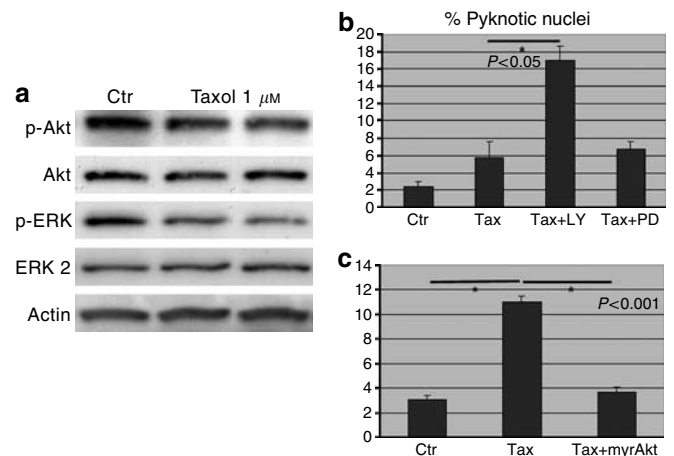 a
Ctr Taxol 1 μM
p-Akt
Akt
p-ERK
ERK 2
Actin
b
% Pyknotic nuclei
20
18
16
14
12
10
8
6
4
2
0
*
P<0.05
Ctr Tax Tax+LY Tax+PD
c
14
12
10
8
6
4
2
0
* *
P<0.001
Ctr Tax Tax+myrAkt